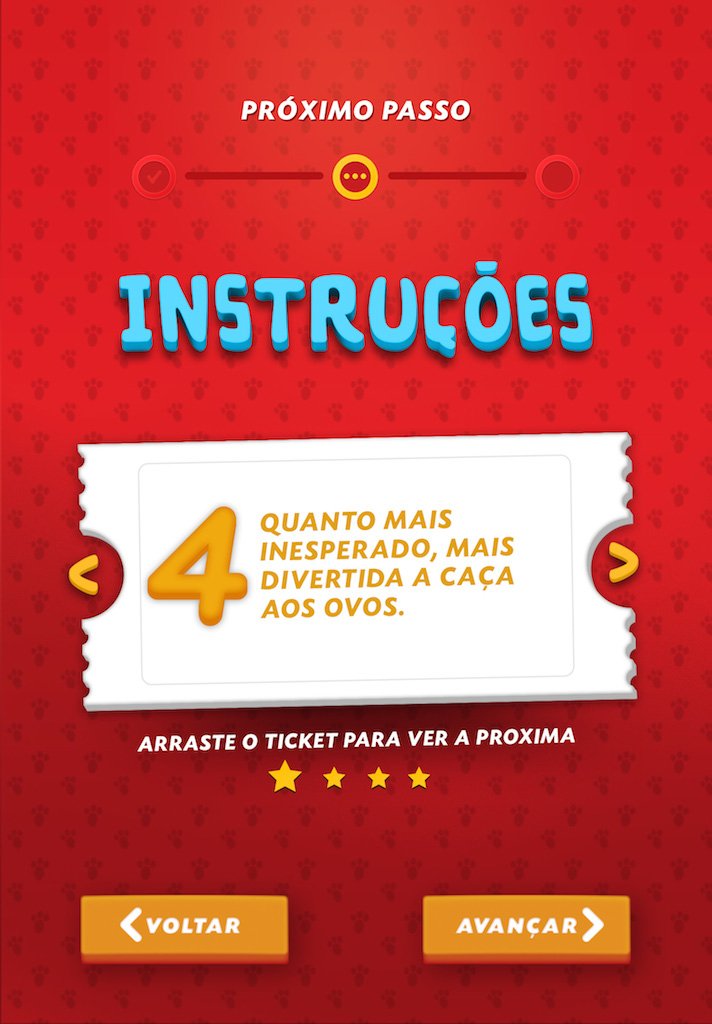 PRÓXIMO PASSO
INSTRUÇÕES
4
QUANTO MAIS
INESPERADO, MAIS
DIVERTIDA A CAÇA
AOS OVOS.
ARRASTE O TICKET PARA VER A PROXIMA
VOLTAR
AVANÇAR